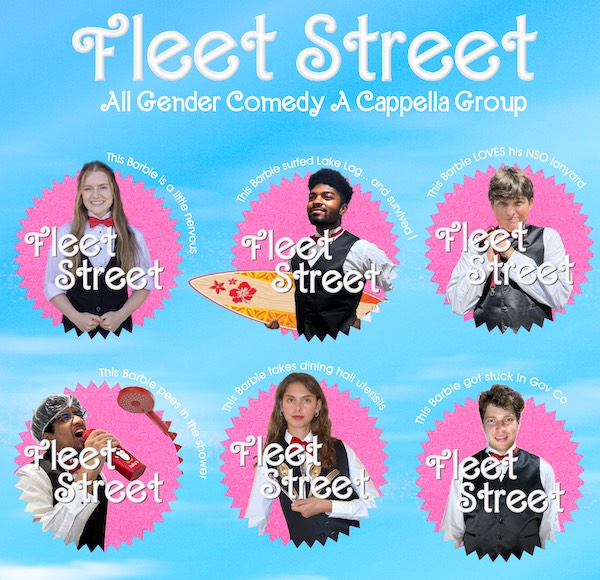 Fleet Street
All Gender Comedy A Cappella Group
This Barbie is a little nervous
Fleet
Street
This Barbie surfed Lake Lag... and survived!
Fleet
Street
This Barbie LOVES his NSO lanyard
Fleet
Street
This Barbie pees in the shower
Fleet
Street
This Barbie takes dining hall utensils
Fleet
Street
This Barbie got stuck in Gov Co
Fleet
Street